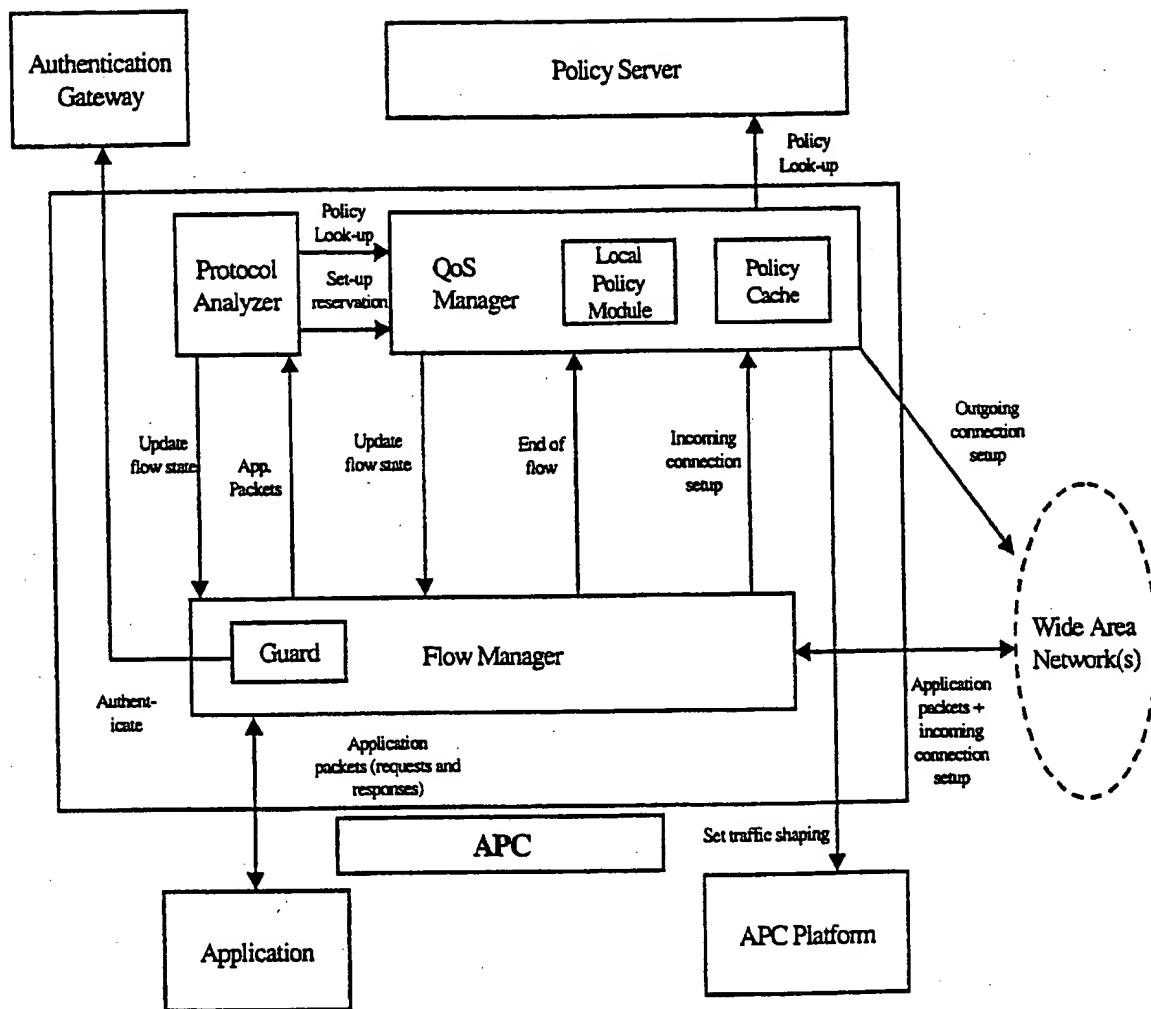 Authentication
Gateway
Policy Server
Policy
Look-up
Policy
Look-up
Protocol
Analyzer
Set-up
reservation
QoS
Manager
Local
Policy
Module
Policy
Cache
Update
flow state
App.
Packets
Update
flow state
End of
flow
Incoming
connection
setup
Outgoing
connection
setup
Guard
Flow Manager
Wide Area
Network(s)
Authent-
icate
Application
packets (requests and
responses)
Application
packets +
incoming
connection
setup
APC
Set traffic shaping
Application
APC Platform